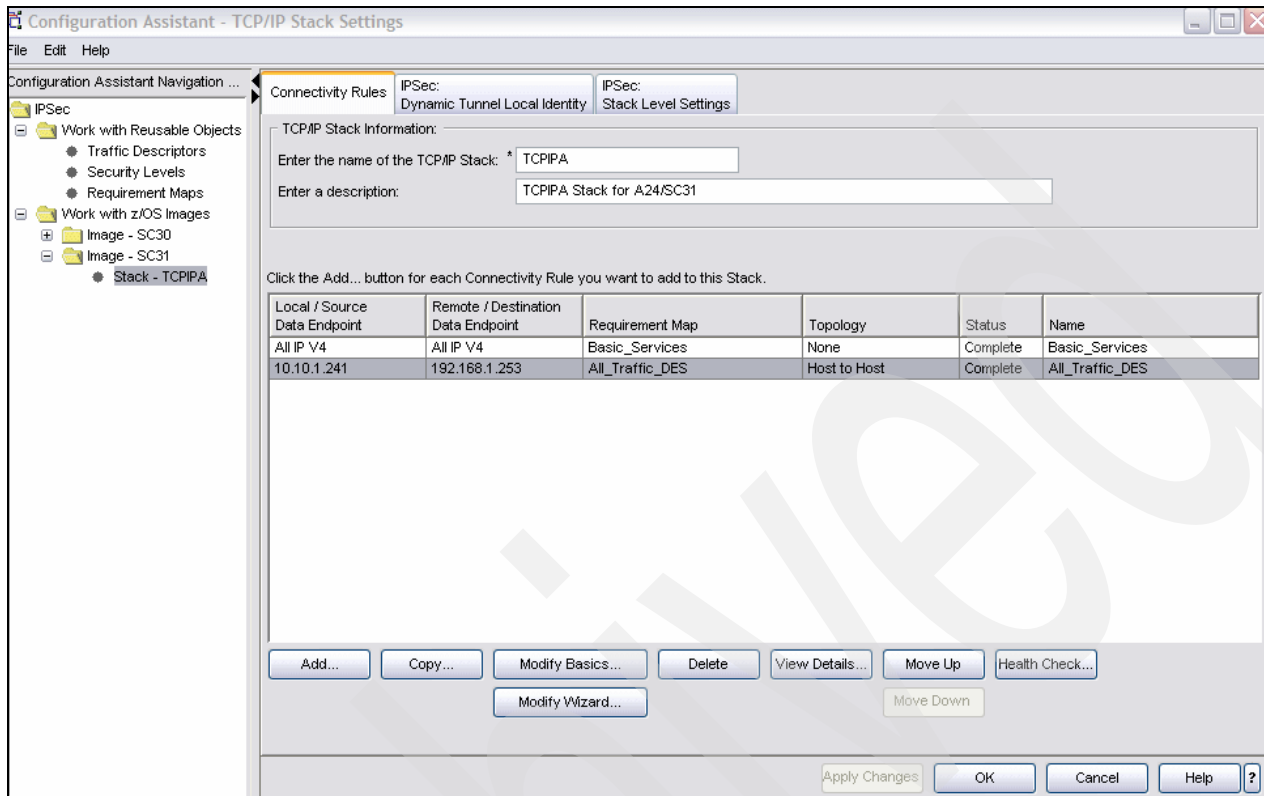 Configuration Assistant - TCP/IP Stack Settings
File Edit Help
Configuration Assistant Navigation ...
IPSec
Work with Reusable Objects
Traffic Descriptors
Security Levels
Requirement Maps
Work with z/OS Images
Image - SC30
Image - SC31
Stack - TCPIPA
Connectivity Rules
IPSec:
Dynamic Tunnel Local Identity
IPSec:
Stack Level Settings
TCP/IP Stack Information:
Enter the name of the TCP/IP Stack: * TCPIPA
Enter a description: TCPIPA Stack for A24/SC31
Click the Add... button for each Connectivity Rule you want to add to this Stack.
Local / Source Remote / Destination
Data Endpoint Data Endpoint Requirement Map Topology Status Name
All IP V4 All IP V4 Basic_Services None Complete Basic_Services
10.10.1.241 192.168.1.253 All_Traffic_DES Host to Host Complete All_Traffic_DES
Add... Copy... Modify Basics... Delete View Details... Move Up Health Check...
Modify Wizard... Move Down
Apply Changes OK Cancel Help ?